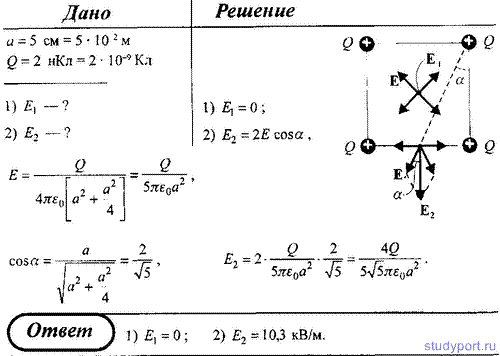 Дано
Решение
a = 5 см = 5 · 10⁻² м
Q = 2 нКл = 2 · 10⁻⁹ Кл
1) E₁ — ?
2) E₂ — ?
1) E₁ = 0 ;
2) E₂ = 2E cosα ,
Q Q
E₁
E
α
Q Q
E
α
E₂
E = Q / (4πε₀[a² + a²/4]) = Q / (5πε₀a²) ,
cosα = a / √(a² + a²/4) = 2/√5 ,
E₂ = 2 · Q/(5πε₀a²) · 2/√5 = 4Q/(5√5πε₀a²) .
Ответ
1) E₁ = 0 ; 2) E₂ = 10,3 кВ/м.
studyport.ru